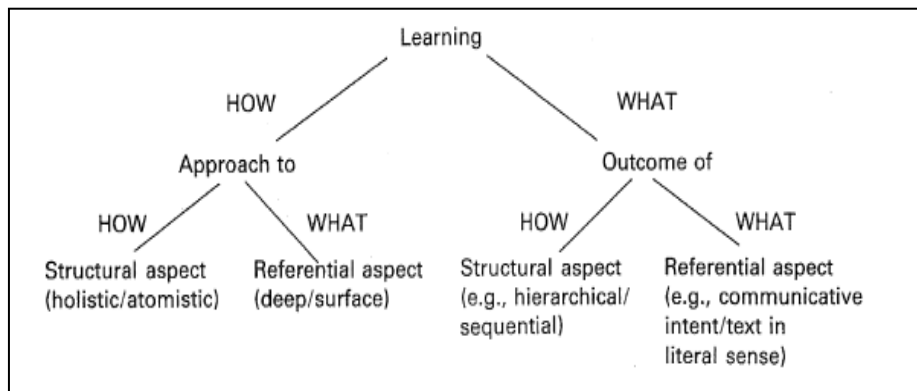 Learning
HOW
WHAT
Approach to
Outcome of
HOW
WHAT
HOW
WHAT
Structural aspect
(holistic/atomistic)
Referential aspect
(deep/surface)
Structural aspect
(e.g., hierarchical/
sequential)
Referential aspect
(e.g., communicative
intent/text in
literal sense)